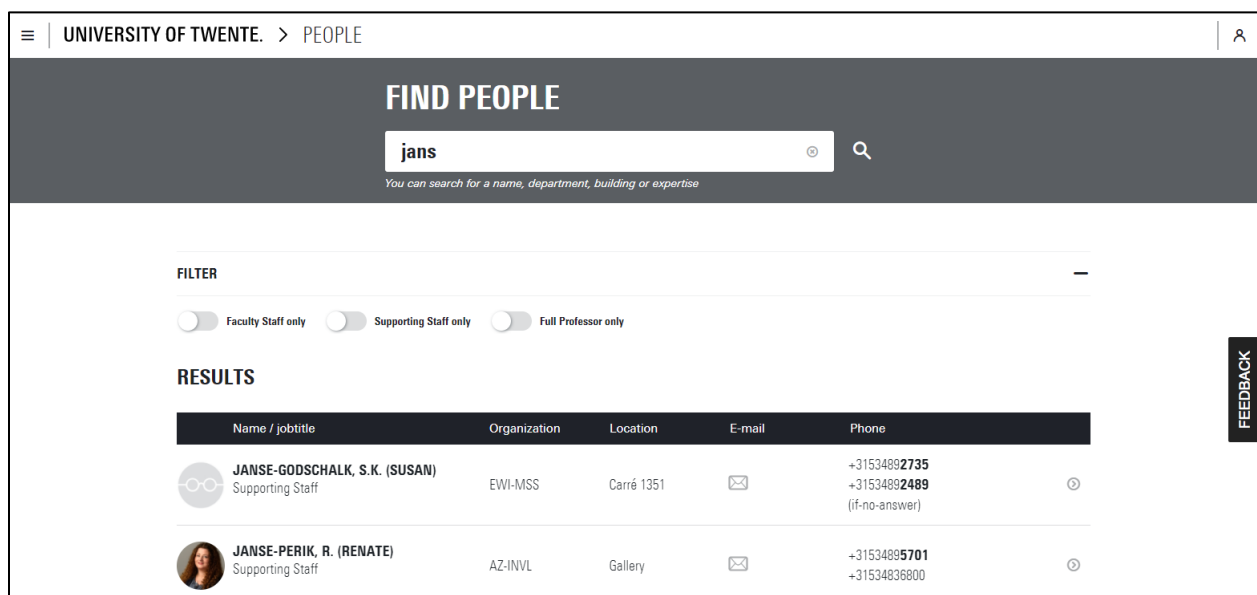 UNIVERSITY OF TWENTE. > PEOPLE
FIND PEOPLE
jans
You can search for a name, department, building or expertise
FILTER
Faculty Staff only Supporting Staff only Full Professor only
RESULTS
Name / jobtitle Organization Location E-mail Phone
JANSE-GODSCHALK, S.K. (SUSAN)
Supporting Staff
EWI-MSS
Carré 1351
+31534892735
+31534892489
(if-no-answer)
JANSE-PERIK, R. (RENATE)
Supporting Staff
AZ-INVL
Gallery
+31534895701
+31534836800
FEEDBACK